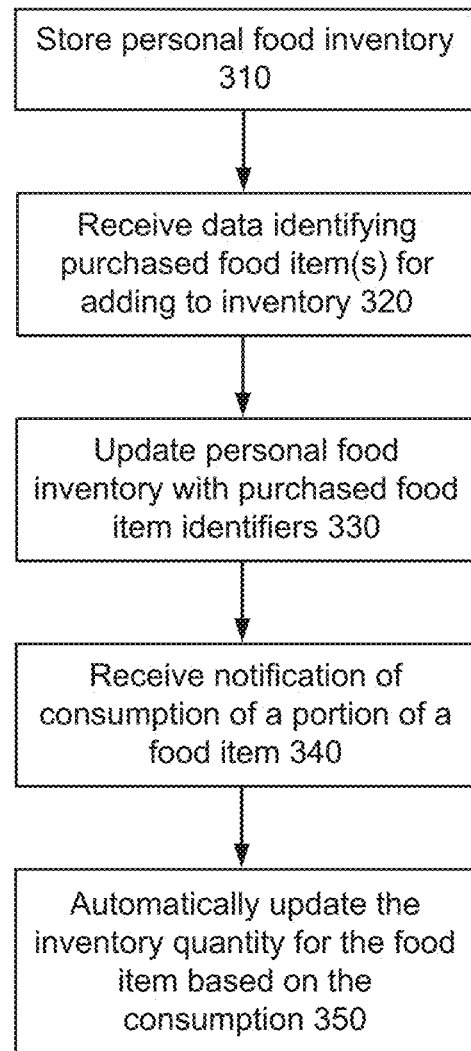 Store personal food inventory
310
Receive data identifying
purchased food item(s) for
adding to inventory 320
Update personal food
inventory with purchased food
item identifiers 330
Receive notification of
consumption of a portion of a
food item 340
Automatically update the
inventory quantity for the food
item based on the
consumption 350